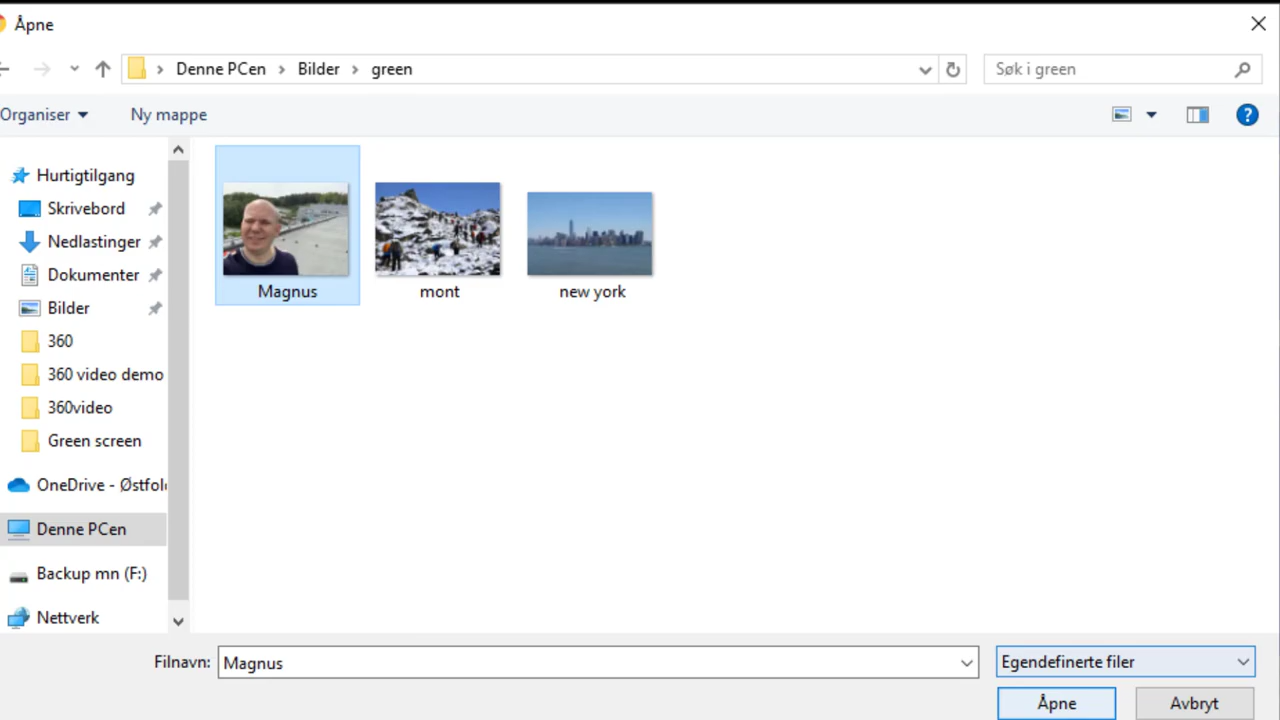 Åpne
Denne PCen Bilder green
Søk i green
Organiser Ny mappe
Hurtigtilgang
Skrivebord
Nedlastinger
Dokumenter
Bilder
360
360 video demo
360video
Green screen
OneDrive - Østfol
Denne PCen
Backup mn (F:)
Nettverk
Magnus mont new york
Filnavn: Magnus Egendefinerte filer
Åpne Avbryt